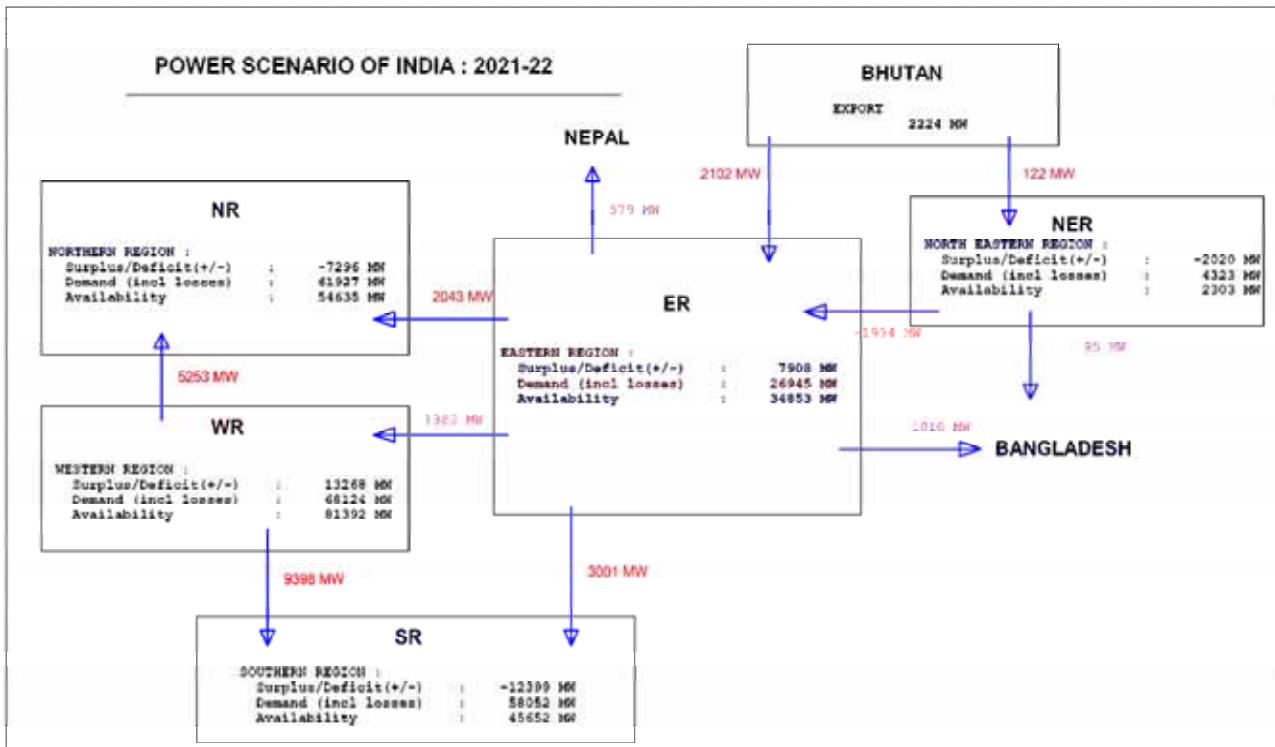 POWER SCENARIO OF INDIA : 2021-22
BHUTAN
EXPORT
2224 MW
NEPAL
2102 MW
122 MW
579 MW
NR
NORTHERN REGION :
Surplus/Deficit(+/-) : -7296 MW
Demand (incl losses) : 61927 MW
Availability : 54635 MW
NER
NORTH EASTERN REGION :
Surplus/Deficit(+/-) : -2020 MW
Demand (incl losses) : 4323 MW
Availability : 2303 MW
2043 MW
ER
-1994 MW
95 MW
EASTERN REGION :
Surplus/Deficit(+/-) : 7908 MW
Demand (incl losses) : 26945 MW
Availability : 34853 MW
5253 MW
WR
MW
MW
BANGLADESH
WESTERN REGION :
Surplus/Deficit(+/-) : 13268 MW
Demand (incl losses) : 68124 MW
Availability : 81392 MW
9398 MW
3001 MW
SR
SOUTHERN REGION :
Surplus/Deficit(+/-) : -12399 MW
Demand (incl losses) : 58052 MW
Availability : 45652 MW